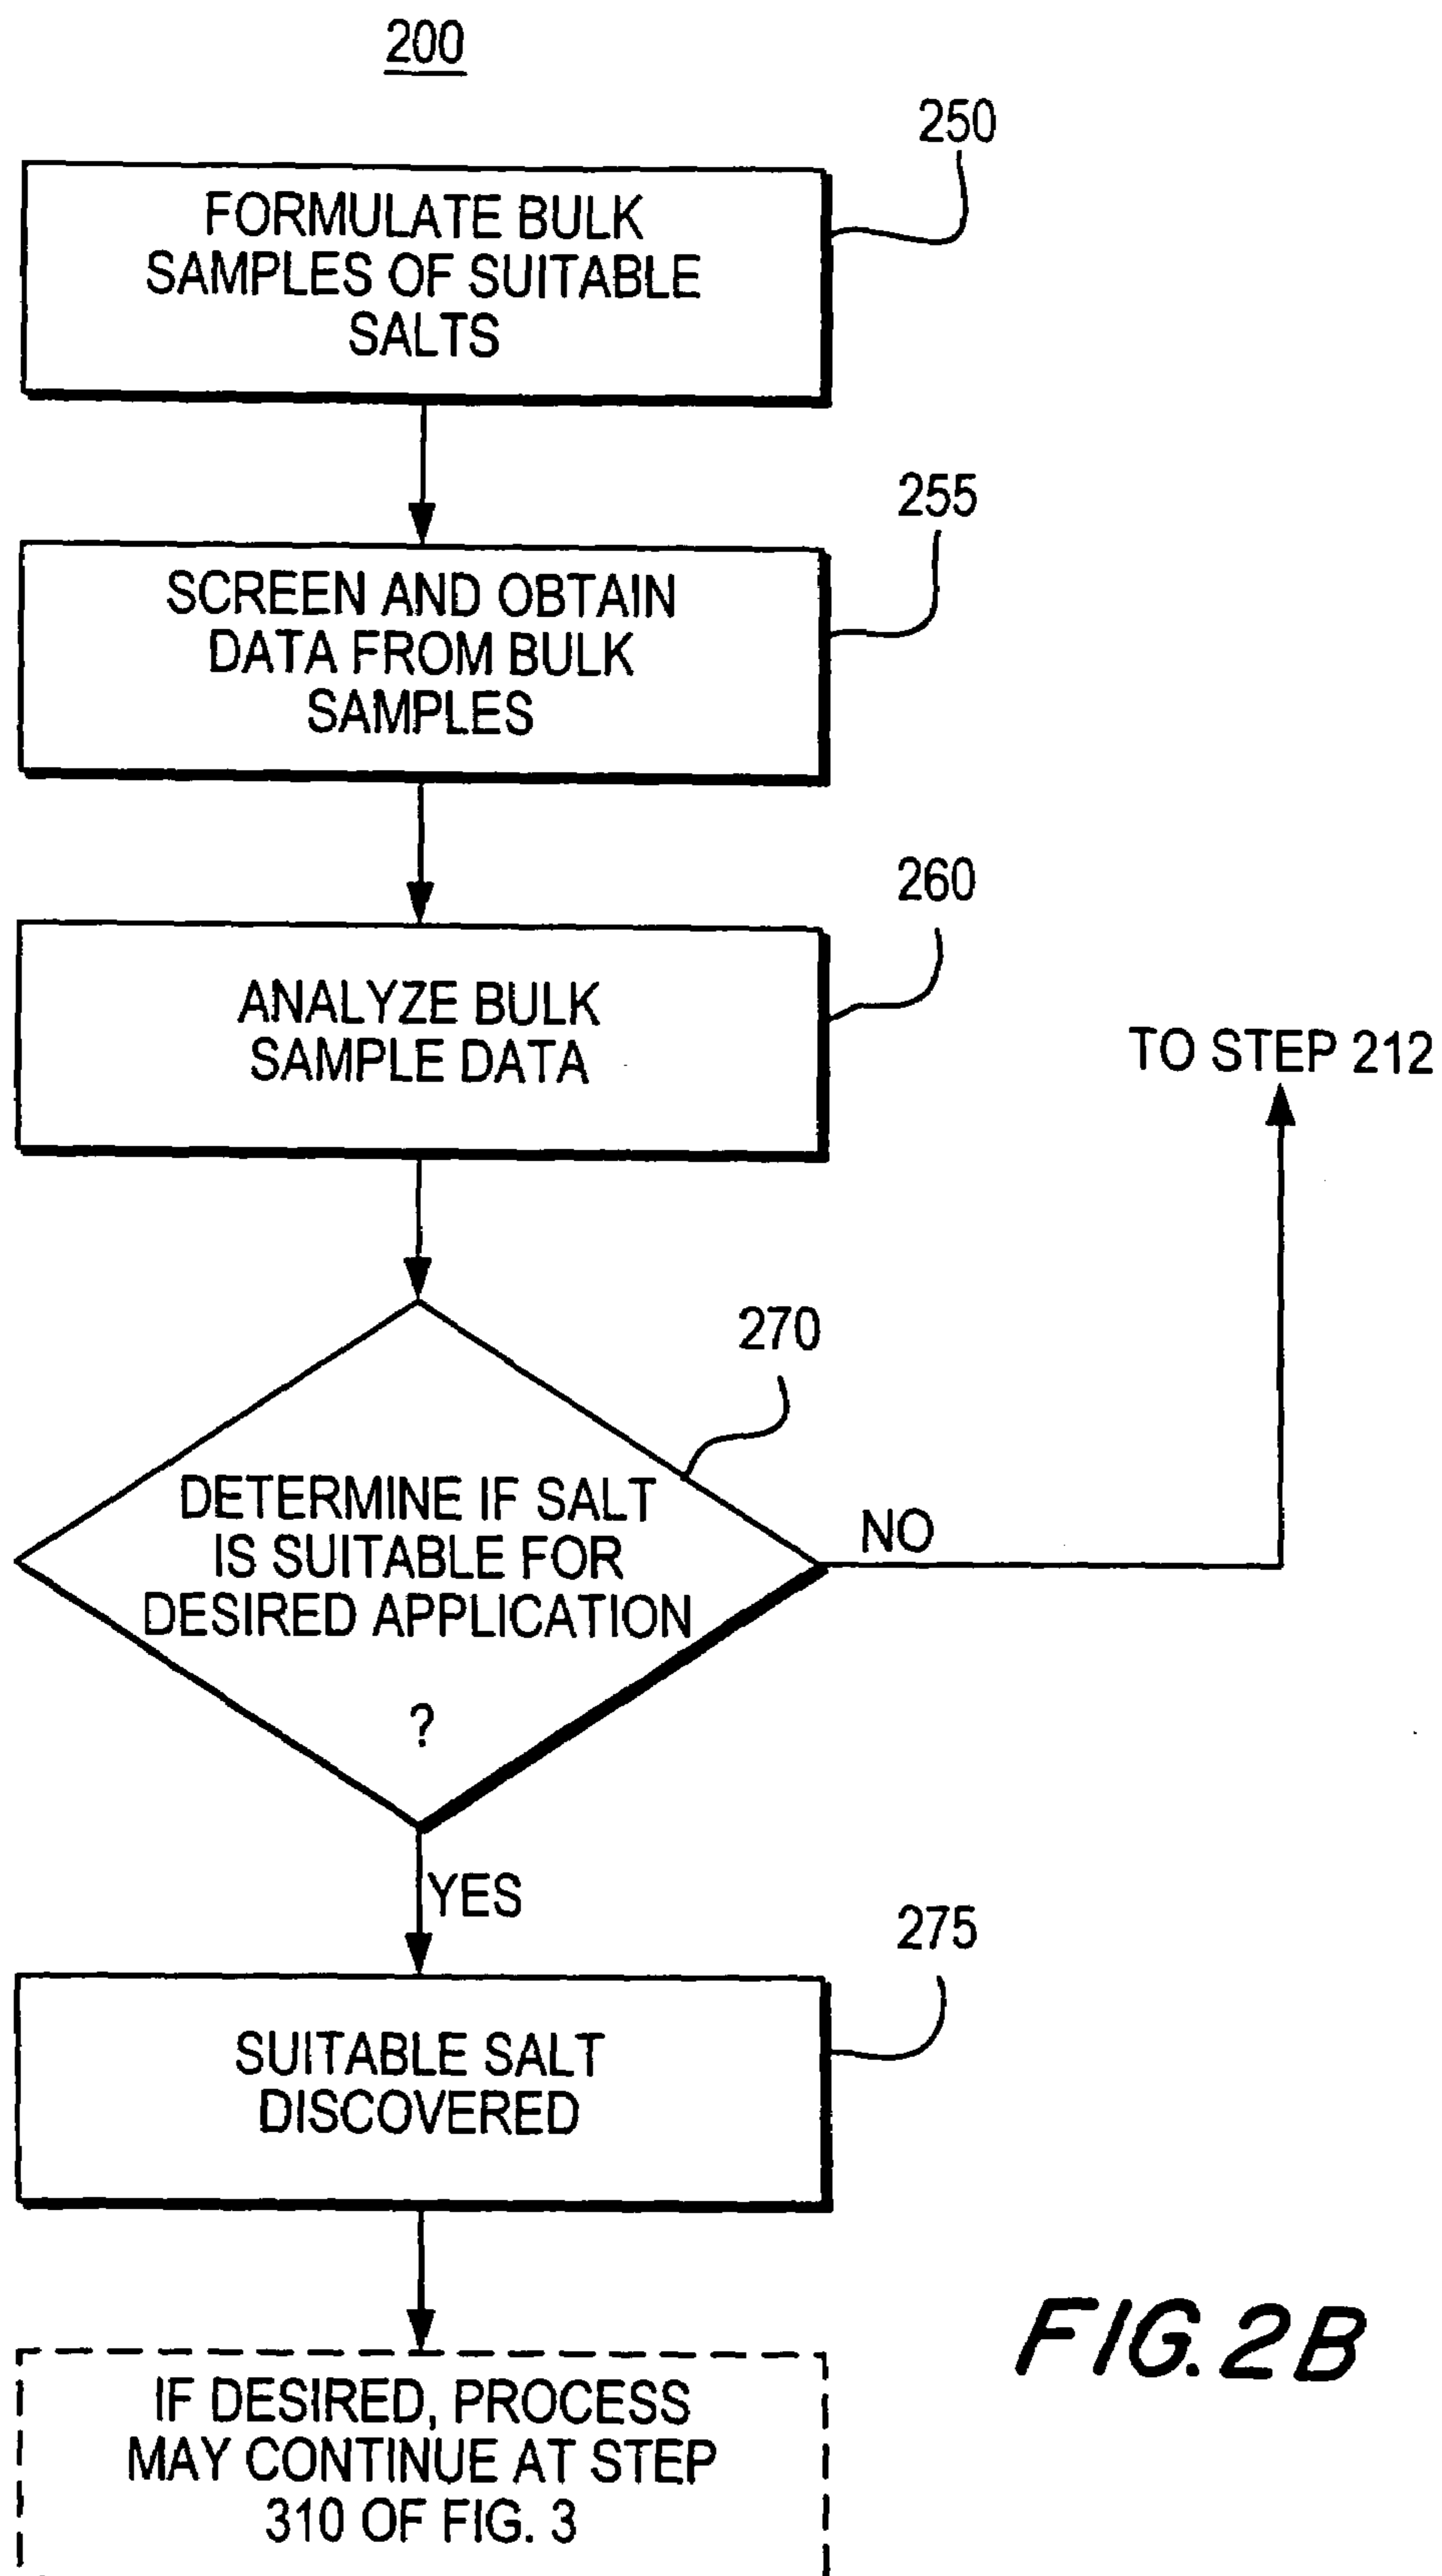 200
250
FORMULATE BULK
SAMPLES OF SUITABLE
SALTS
255
SCREEN AND OBTAIN
DATA FROM BULK
SAMPLES
260
ANALYZE BULK
SAMPLE DATA
TO STEP 212
270
DETERMINE IF SALT
IS SUITABLE FOR
DESIRED APPLICATION
?
NO
YES
275
SUITABLE SALT
DISCOVERED
IF DESIRED, PROCESS
MAY CONTINUE AT STEP
310 OF FIG. 3
FIG. 2B